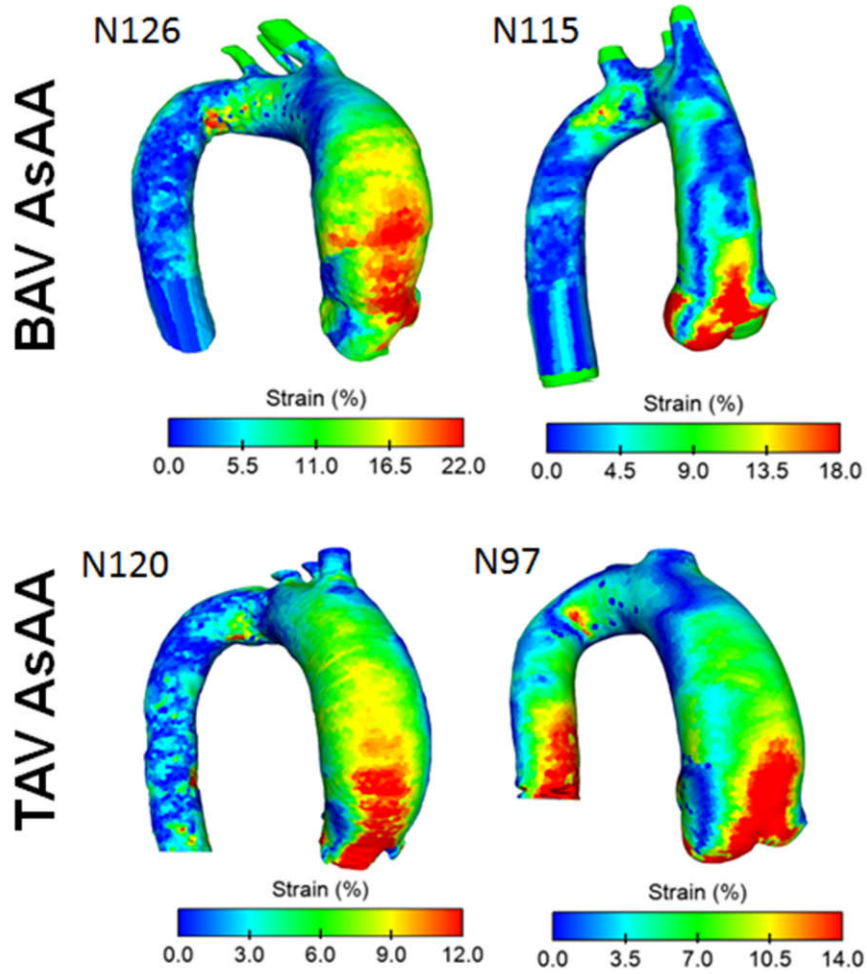 BAV AsAA
N126
N115
Strain (%)
0.0 5.5 11.0 16.5 22.0
Strain (%)
0.0 4.5 9.0 13.5 18.0
TAV AsAA
N120
N97
Strain (%)
0.0 3.0 6.0 9.0 12.0
Strain (%)
0.0 3.5 7.0 10.5 14.0